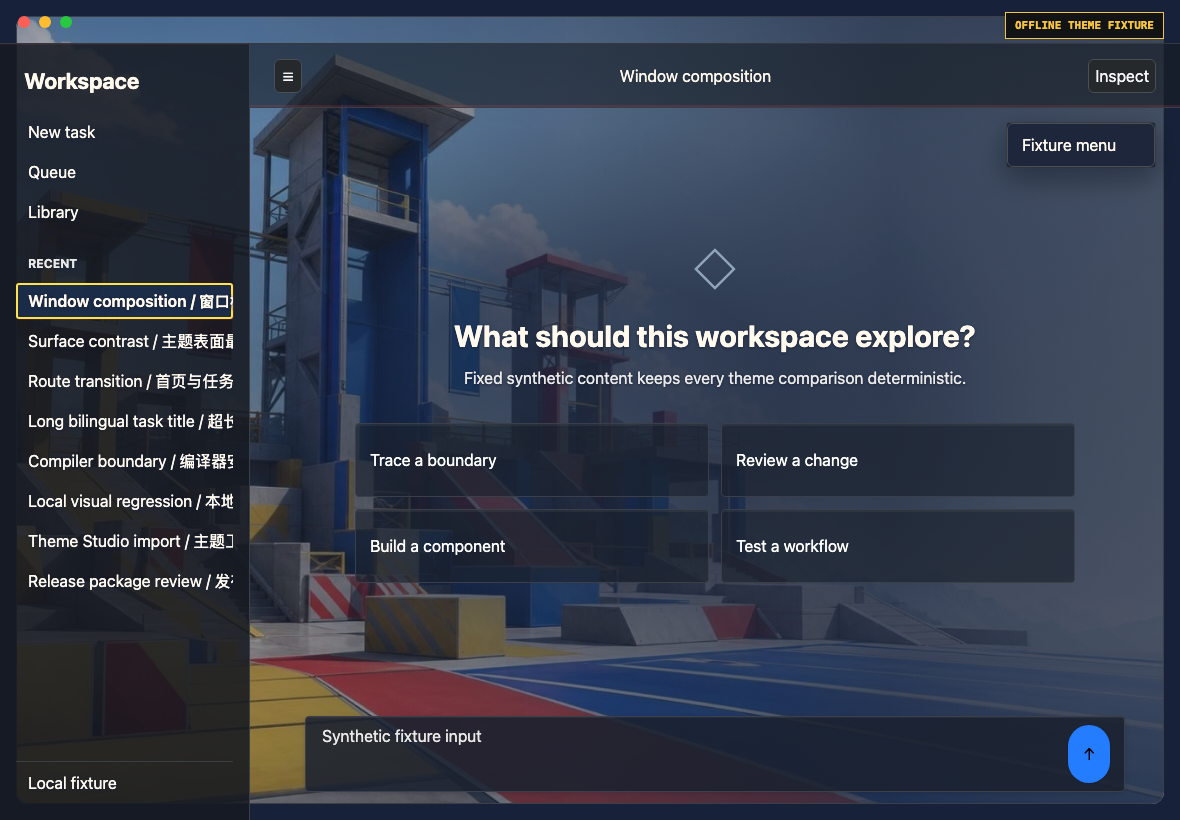 OFFLINE THEME FIXTURE
Workspace
Window composition
Inspect
New task
Queue
Library
RECENT
Window composition / 窗口
Surface contrast / 主题表面
Route transition / 首页与任务
Long bilingual task title / 超长
Compiler boundary / 编译器
Local visual regression / 本地
Theme Studio import / 主题
Release package review / 发
Local fixture
Fixture menu
What should this workspace explore?
Fixed synthetic content keeps every theme comparison deterministic.
Trace a boundary
Review a change
Build a component
Test a workflow
Synthetic fixture input